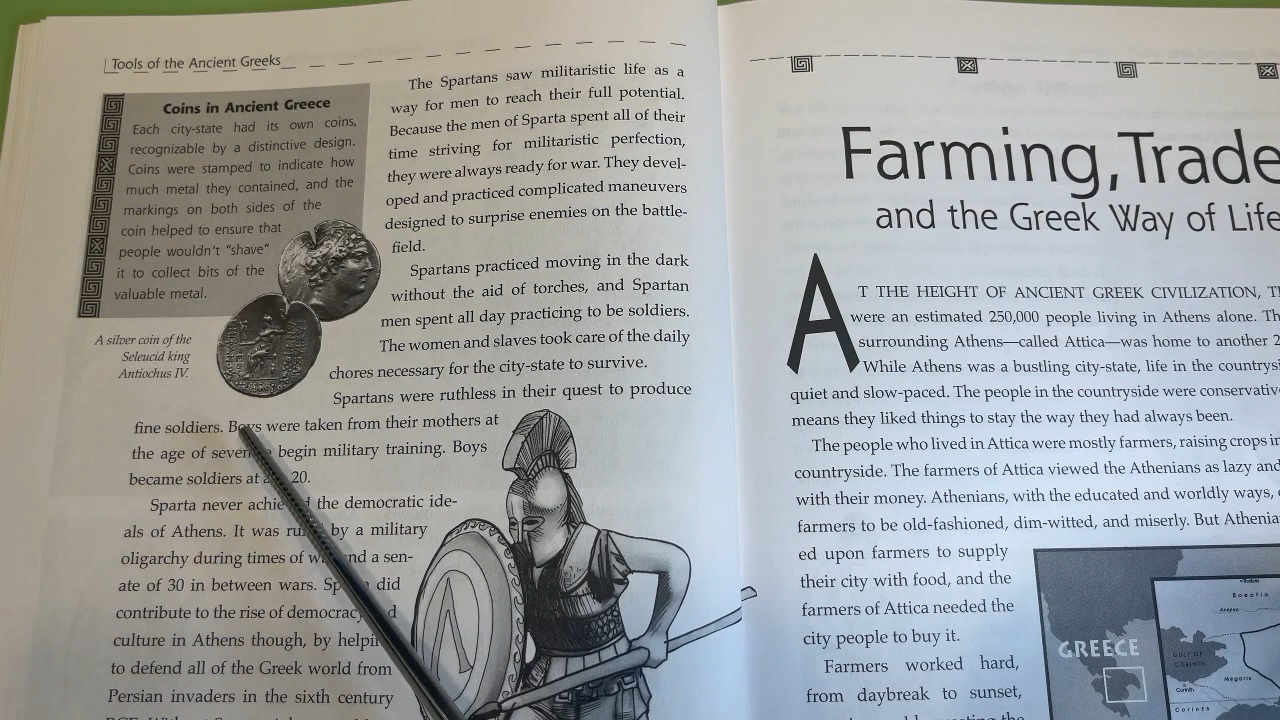 Tools of the Ancient Greeks
Coins in Ancient Greece
Each city-state had its own coins,
recognizable by a distinctive design.
Coins were stamped to indicate how
much metal they contained, and the
markings on both sides of the
coin helped to ensure that
people wouldn't "shave"
it to collect bits of the
valuable metal.
A silver coin of the
Seleucid king
Antiochus IV.
The Spartans saw militaristic life as a
way for men to reach their full potential.
Because the men of Sparta spent all of their
time striving for militaristic perfection,
they were always ready for war. They devel-
oped and practiced complicated maneuvers
designed to surprise enemies on the battle-
field.
Spartans practiced moving in the dark
without the aid of torches, and Spartan
men spent all day practicing to be soldiers.
The women and slaves took care of the daily
chores necessary for the city-state to survive.
Spartans were ruthless in their quest to produce
fine soldiers. Boys were taken from their mothers at
the age of seven begin military training. Boys
became soldiers at 20.
Sparta never achie d the democratic ide-
als of Athens. It was by a military
oligarchy during times of and a sen-
ate of 30 in between wars. did
contribute to the rise of democracy
culture in Athens though, by helpi
to defend all of the Greek world from
Persian invaders in the sixth century
Farming, Trade
and the Greek Way of Life
AT THE HEIGHT OF ANCIENT GREEK CIVILIZATION,
were an estimated 250,000 people living in Athens alone.
surrounding Athens—called Attica—was home to another 2
While Athens was a bustling city-state, life in the countrys
quiet and slow-paced. The people in the countryside were conservativ
means they liked things to stay the way they had always been.
The people who lived in Attica were mostly farmers, raising crops in
countryside. The farmers of Attica viewed the Athenians as lazy and
with their money. Athenians, with the educated and worldly ways,
farmers to be old-fashioned, dim-witted, and miserly. But Athenia
ed upon farmers to supply
their city with food, and the
farmers of Attica needed the
city people to buy it.
Farmers worked hard,
from daybreak to sunset,
GREECE
Boeotia
GULF OF
CORINTH
Megaris
Corinth
Corinth